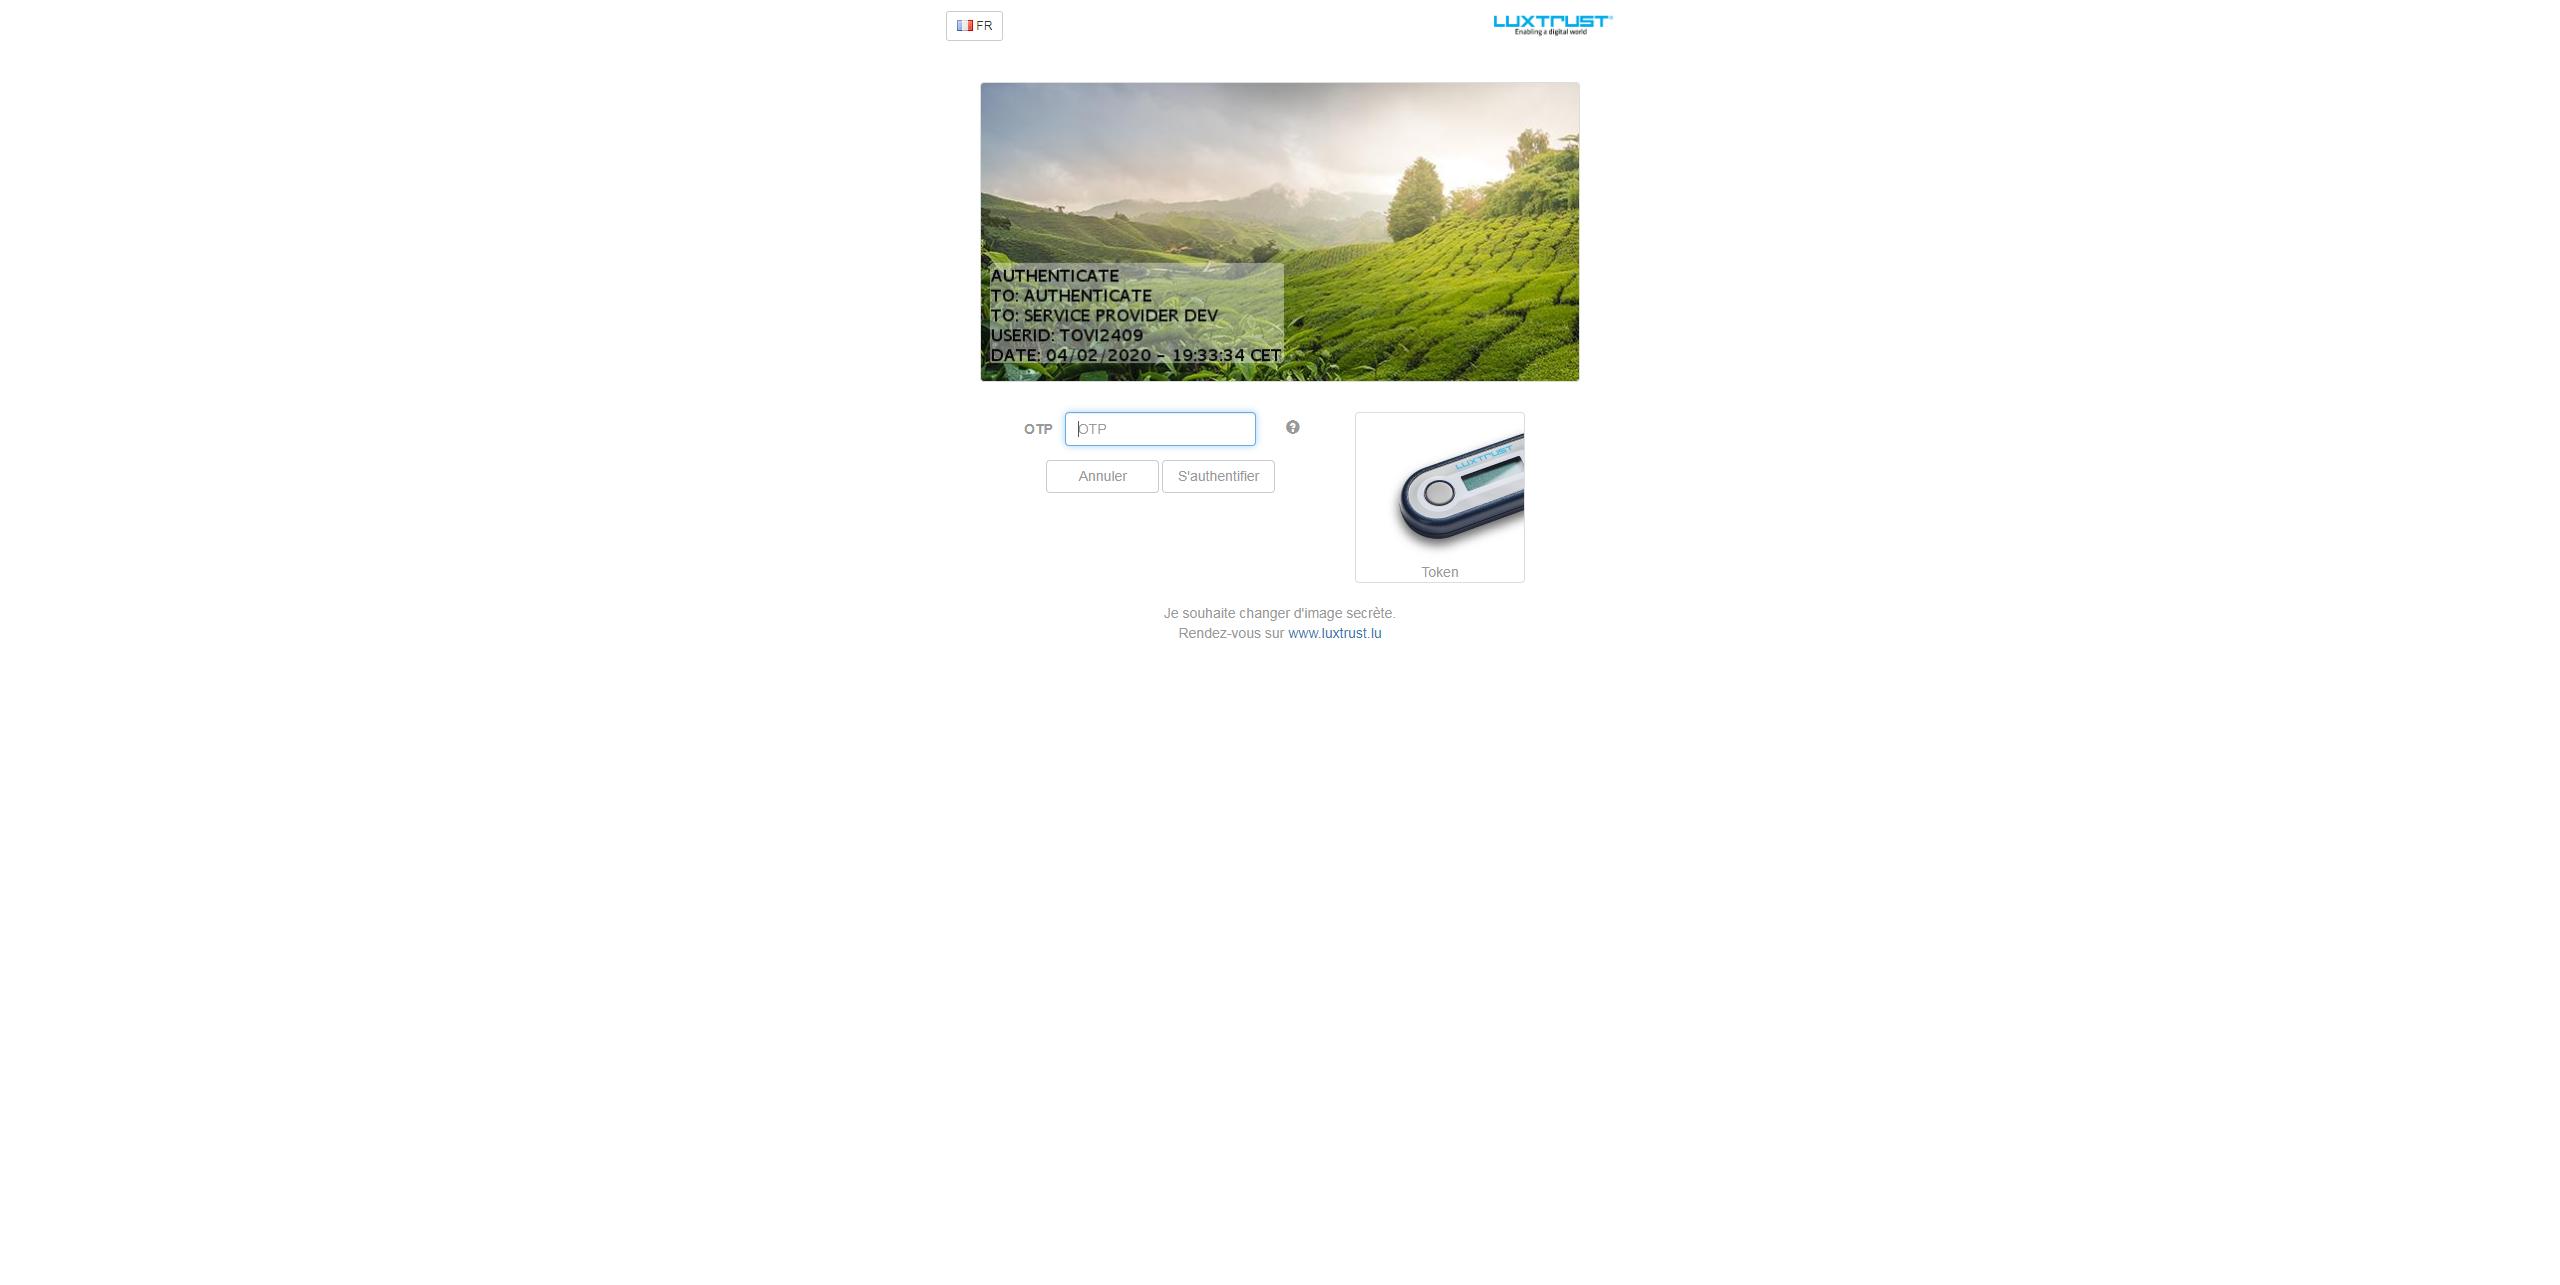 FR
LUXTRUST
Enabling a digital world
AUTHENTICATE
TO: AUTHENTICATE
TO: SERVICE PROVIDER DEV
USERID: TOVI2409
DATE: 04/02/2020 - 19:33:34 CET
OTP
OTP
Annuler
S'authentifier
LUXTRUST
Token
Je souhaite changer d'image secrète.
Rendez-vous sur www.luxtrust.lu